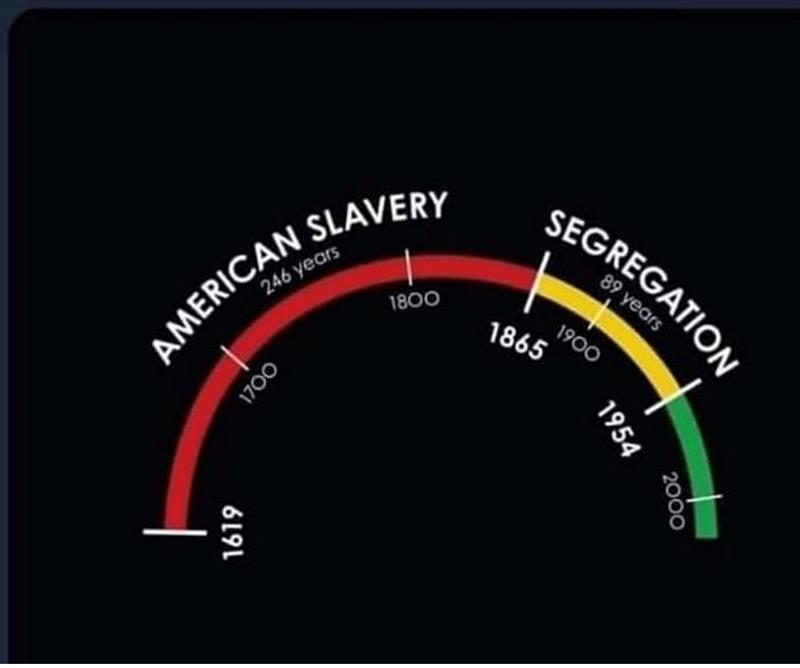 AMERICAN SLAVERY
246 years
SEGREGATION
89 years
1619
1700
1800
1865
1900
1954
2000